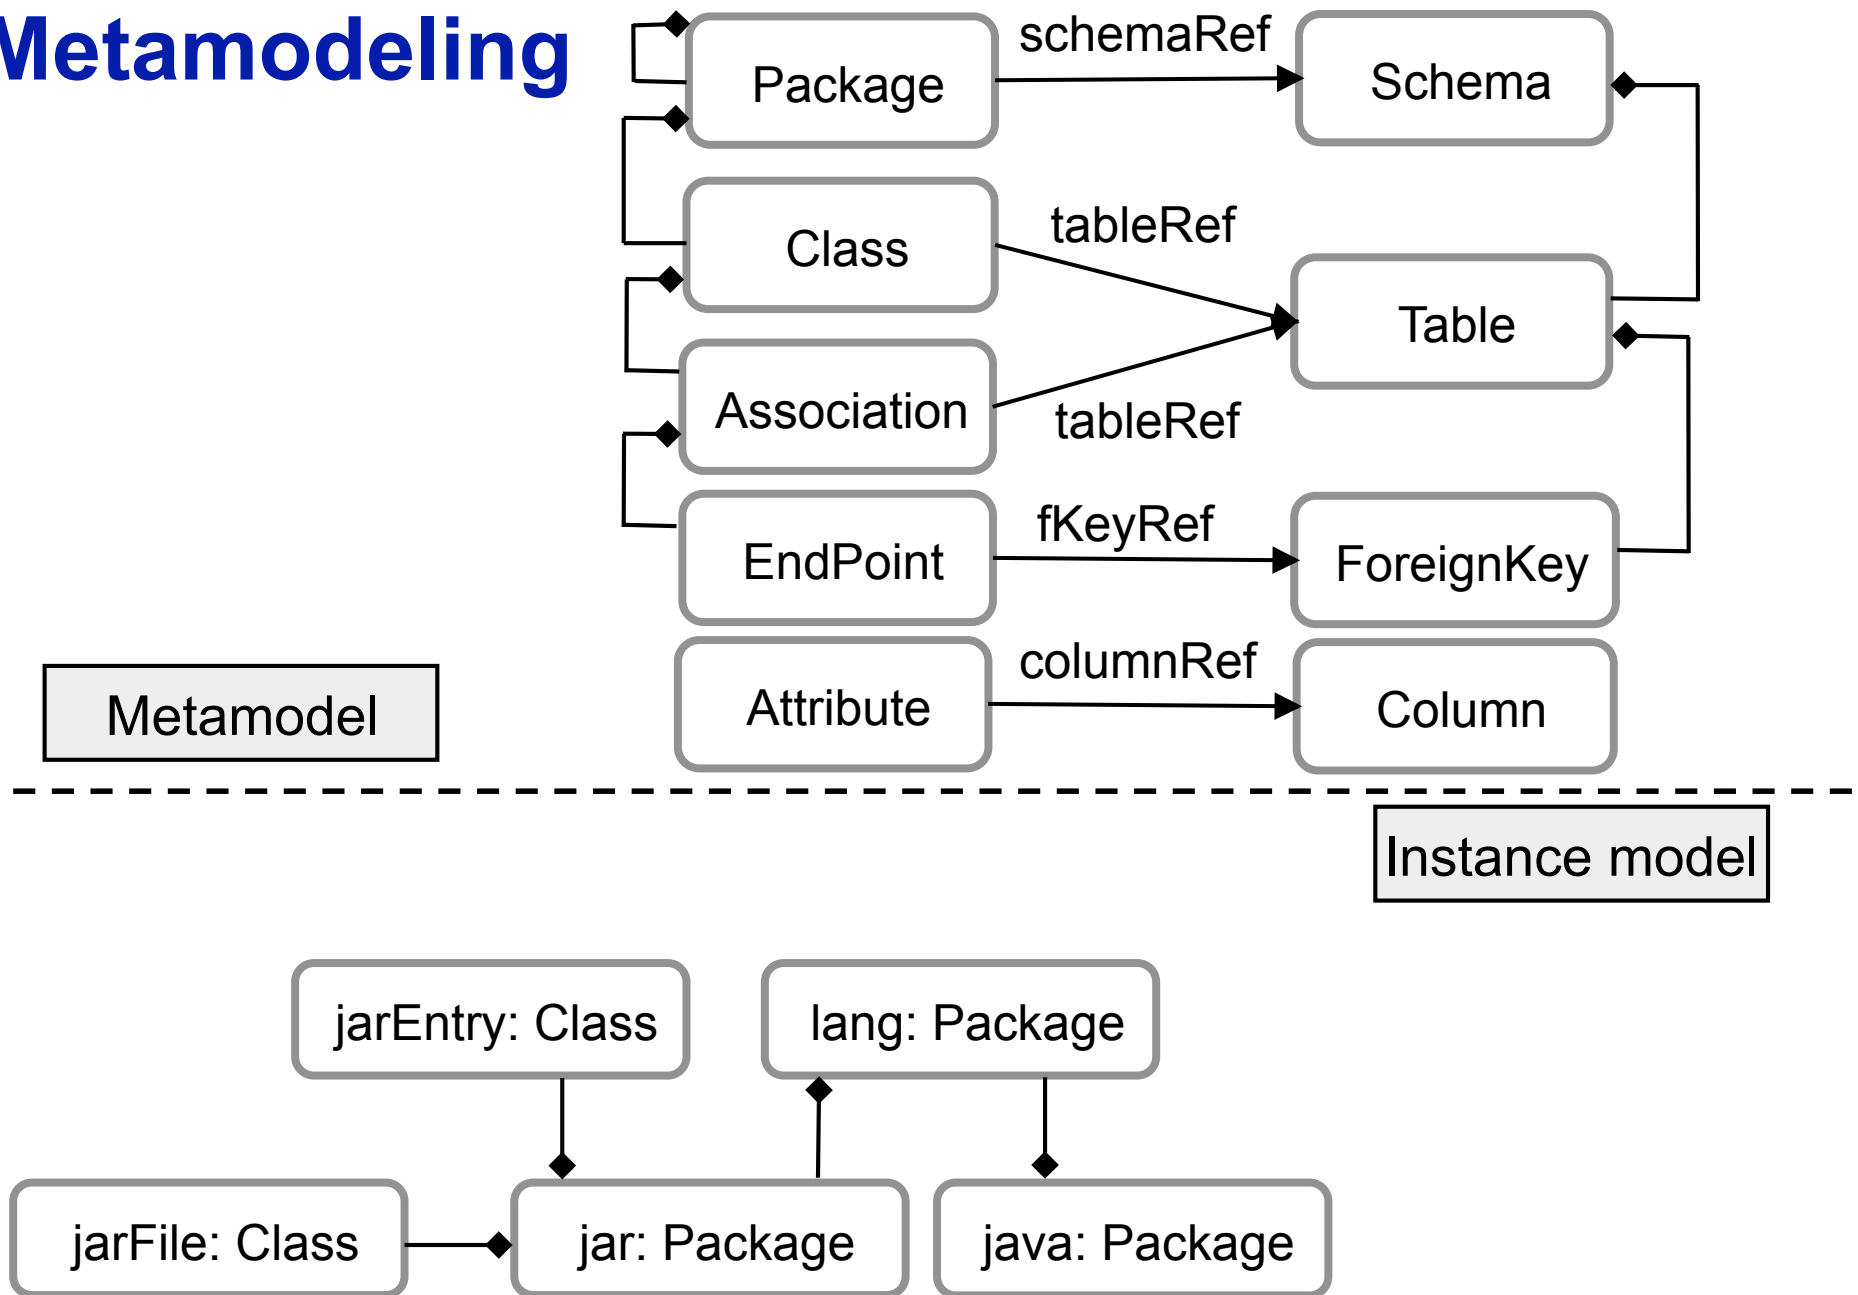 Metamodeling
Package
schemaRef
Schema
Class
tableRef
Table
Association
tableRef
EndPoint
fKeyRef
ForeignKey
Attribute
columnRef
Column
Metamodel
Instance model
jarEntry: Class
lang: Package
jarFile: Class
jar: Package
java: Package